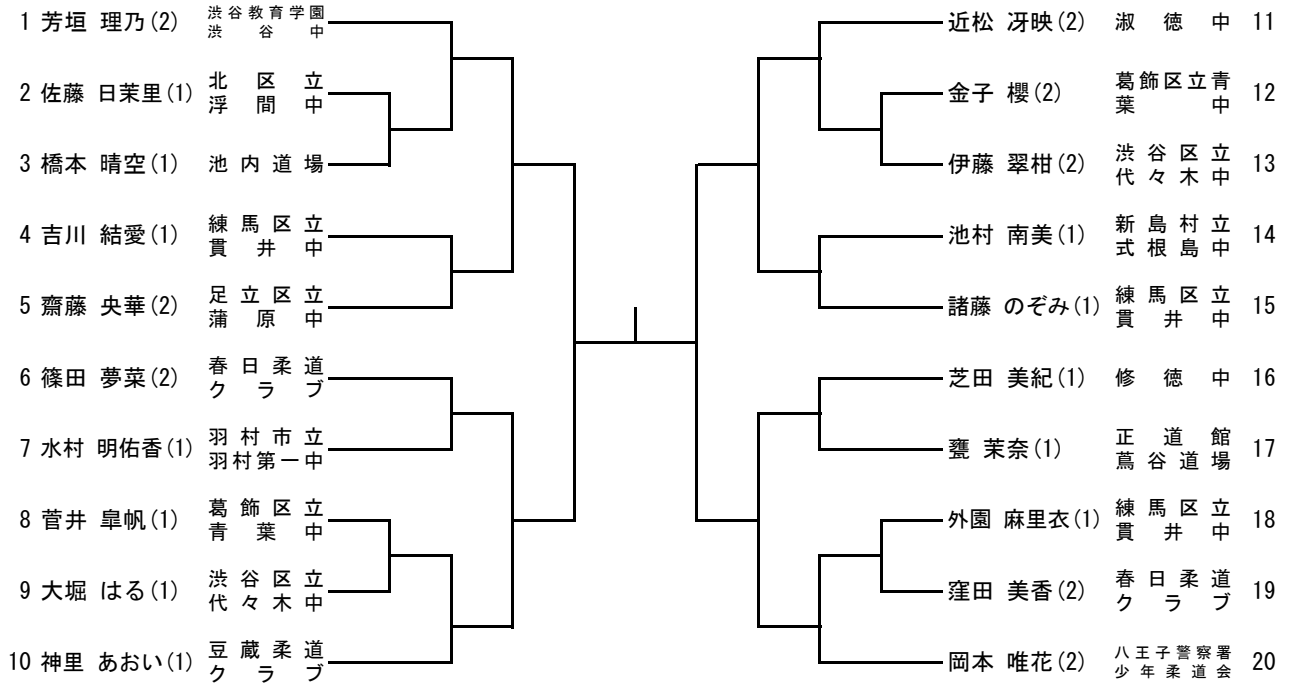 1 芳垣 理乃(2) 渋谷教育学園
渋谷中
2 佐藤 日茉里(1) 北区立
浮間中
3 橋本 晴空(1) 池内道場
4 吉川 結愛(1) 練馬区立
貫井中
5 齋藤 央華(2) 足立区立
蒲原中
6 篠田 夢菜(2) 春日柔道
クラブ
7 水村 明佑香(1) 羽村市立
羽村第一中
8 菅井 皐帆(1) 葛飾区立
青葉中
9 大堀 はる(1) 渋谷区立
代々木中
10 神里 あおい(1) 豆蔵柔道
クラブ
近松 冴映(2) 淑徳中 11
金子 櫻(2) 葛飾区立青
葉中 12
伊藤 翠柑(2) 渋谷区立
代々木中 13
池村 南美(1) 新島村立
式根島中 14
諸藤 のぞみ(1) 練馬区立
貫井中 15
芝田 美紀(1) 修徳中 16
甕 茉奈(1) 正道館
蔦谷道場 17
外園 麻里衣(1) 練馬区立
貫井中 18
窪田 美香(2) 春日柔道
クラブ 19
岡本 唯花(2) 八王子警察署
少年柔道会 20